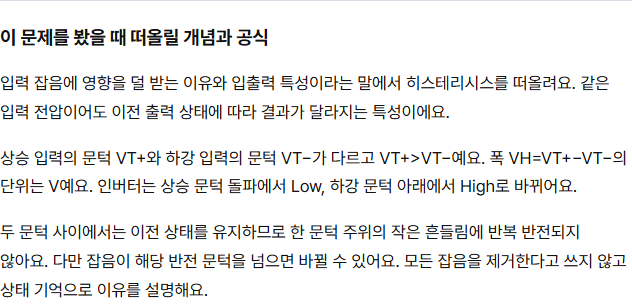 이 문제를 봤을 때 떠올릴 개념과 공식
입력 잡음에 영향을 덜 받는 이유와 입출력 특성이라는 말에서 히스테리시스를 떠올려요. 같은
입력 전압이어도 이전 출력 상태에 따라 결과가 달라지는 특성이에요.
상승 입력의 문턱 VT+와 하강 입력의 문턱 VT−가 다르고 VT+>VT−예요. 폭 VH=VT+−VT−의
단위는 V예요. 인버터는 상승 문턱 돌파에서 Low, 하강 문턱 아래에서 High로 바뀌어요.
두 문턱 사이에서는 이전 상태를 유지하므로 한 문턱 주위의 작은 흔들림에 반복 반전되지
않아요. 다만 잡음이 해당 반전 문턱을 넘으면 바뀔 수 있어요. 모든 잡음을 제거한다고 쓰지 않고
상태 기억으로 이유를 설명해요.